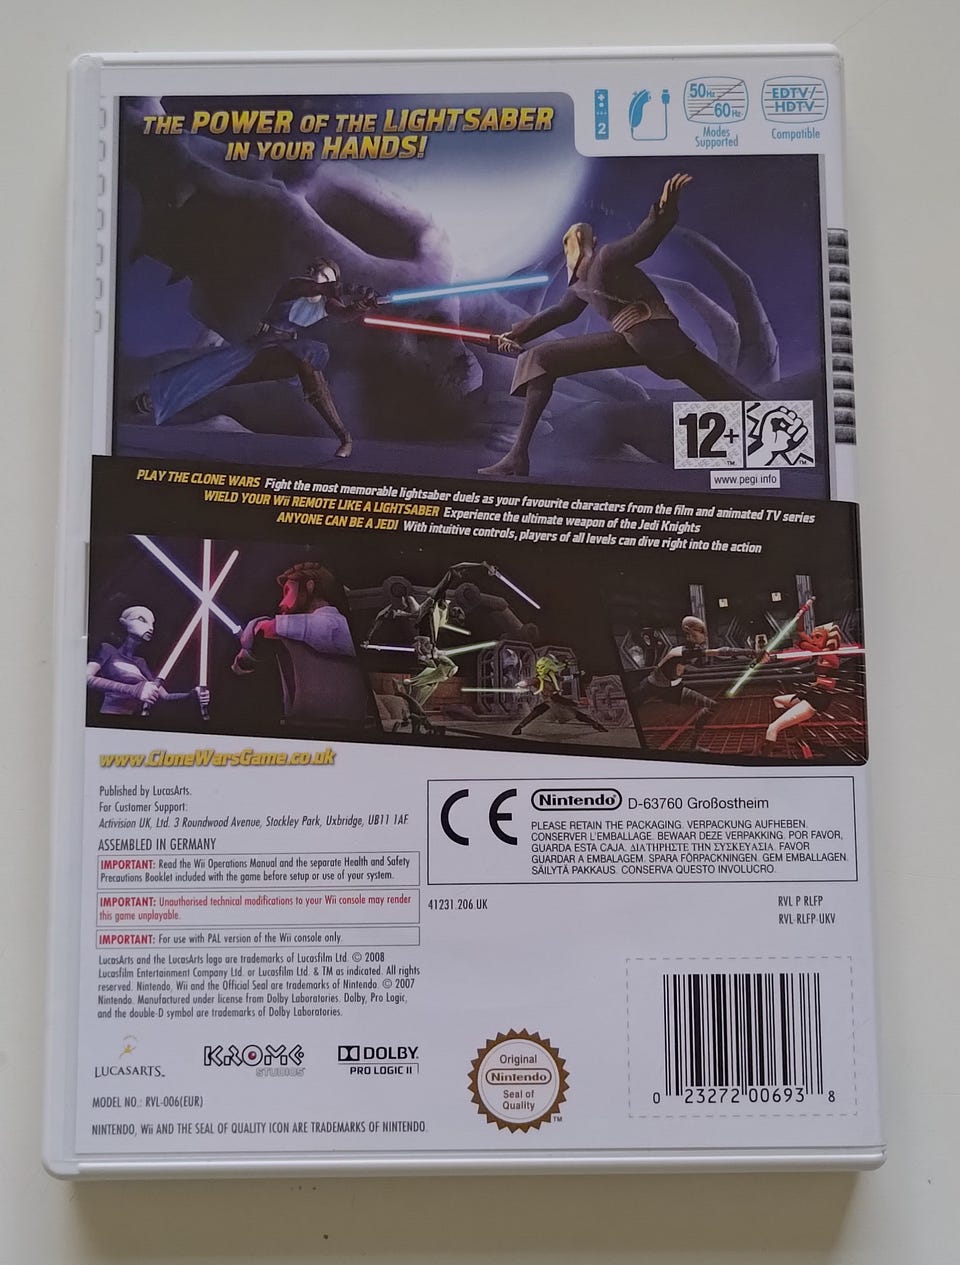 THE POWER OF THE LIGHTSABER
IN YOUR HANDS!
2
50Hz
60Hz
Modes
Supported
EDTV/
HDTV
Compatible
12+
TM
TM
www.pegi.info
PLAY THE CLONE WARS Fight the most memorable lightsaber duels as your favourite characters from the film and animated TV series
WIELD YOUR Wii REMOTE LIKE A LIGHTSABER Experience the ultimate weapon of the Jedi Knights
ANYONE CAN BE A JEDI With intuitive controls, players of all levels can dive right into the action
www.CloneWarsGame.co.uk
Published by LucasArts.
For Customer Support:
Activision UK, Ltd. 3 Roundwood Avenue, Stockley Park, Uxbridge, UB11 1AF
ASSEMBLED IN GERMANY
IMPORTANT: Read the Wii Operations Manual and the separate Health and Safety
Precautions Booklet included with the game before setup or use of your system.
IMPORTANT: Unauthorised technical modifications to your Wii console may render
this game unplayable.
IMPORTANT: For use with PAL version of the Wii console only.
LucasArts and the LucasArts logo are trademarks of Lucasfilm Ltd. © 2008
Lucasfilm Entertainment Company Ltd. or Lucasfilm Ltd. & TM as indicated. All rights
reserved. Nintendo, Wii and the Official Seal are trademarks of Nintendo. © 2007
Nintendo. Manufactured under license from Dolby Laboratories. Dolby, Pro Logic,
and the double-D symbol are trademarks of Dolby Laboratories.
CE
Nintendo® D-63760 Großostheim
PLEASE RETAIN THE PACKAGING. VERPACKUNG AUFHEBEN.
CONSERVER L'EMBALLAGE. BEWAAR DEZE VERPAKKING. POR FAVOR,
GUARDA ESTA CAJA. ΔΙΑΤΗΡΗΣΤΕ ΤΗΝ ΣΥΣΚΕΥΑΣΙΑ. FAVOR
GUARDAR A EMBALAGEM. SPARA FÖRPACKNINGEN. GEM EMBALLAGEN.
SÄILYTÄ PAKKAUS. CONSERVA QUESTO INVOLUCRO.
41231.206.UK
RVL P RLFP
RVL-RLFP-UKV
LUCASARTS™
KROME
STUDIOS
DOLBY
PRO LOGIC II
Original
Nintendo
Seal of
Quality
TM
0 23272 00693 8
MODEL NO.: RVL-006(EUR)
NINTENDO, Wii AND THE SEAL OF QUALITY ICON ARE TRADEMARKS OF NINTENDO.